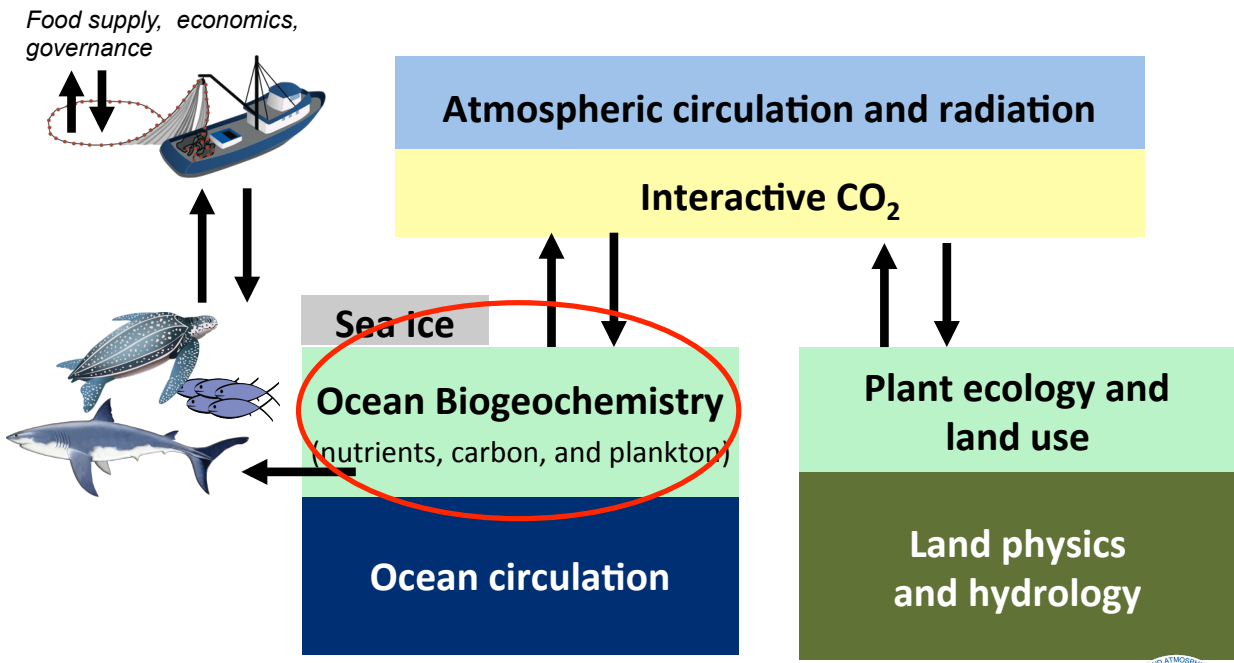 Food supply, economics,
governance
Atmospheric circulation and radiation
Interactive CO₂
Sea Ice
Ocean Biogeochemistry
(nutrients, carbon, and plankton)
Ocean circulation
Plant ecology and
land use
Land physics
and hydrology